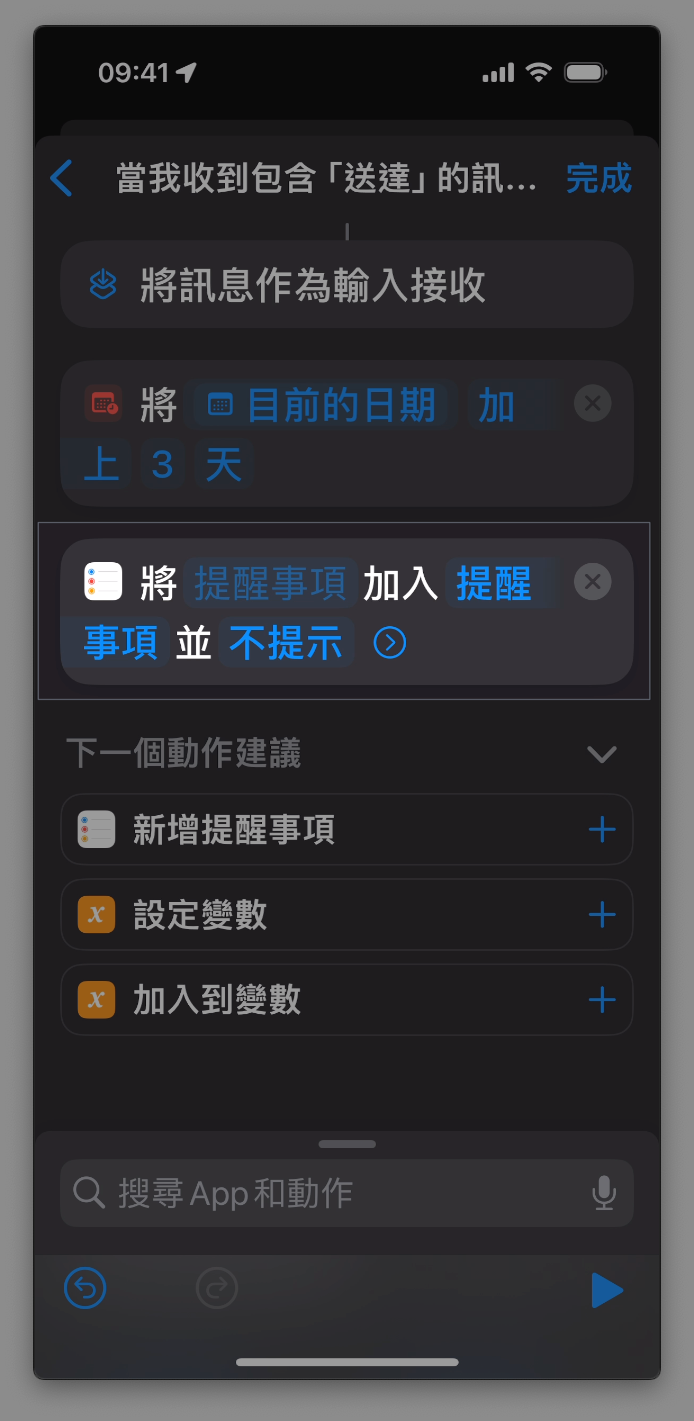 09:41
當我收到包含「送達」的訊... 完成
將訊息作為輸入接收
將 目前的日期 加
上 3 天
將 提醒事項 加入 提醒
事項 並 不提示
下一個動作建議
新增提醒事項
x 設定變數
x 加入到變數
搜尋 App 和動作